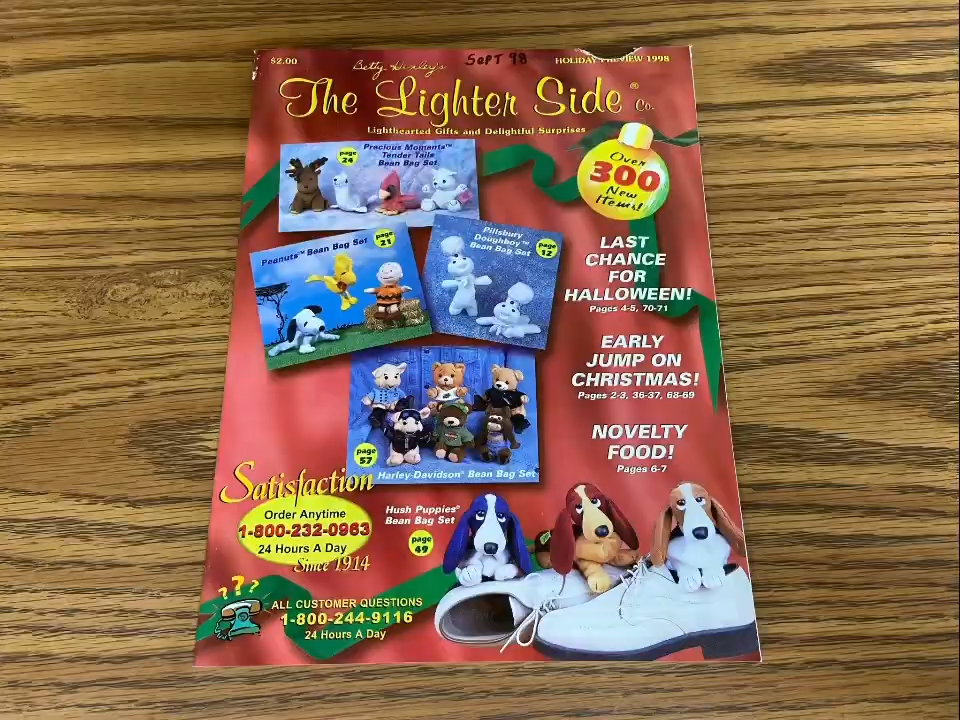 $2.00
Betty Hinley's
SEPT 98
HOLIDAY PREVIEW 1998
The Lighter Side® Co.
Lighthearted Gifts and Delightful Surprises
page 24
Precious Moments™
Tender Tails
Bean Bag Set
Over
300
New
Items!
Peanuts™ Bean Bag Set
page 21
Pillsbury
Doughboy™
Bean Bag Set
page 12
LAST
CHANCE
FOR
HALLOWEEN!
Pages 4-5, 70-71
EARLY
JUMP ON
CHRISTMAS!
Pages 2-3, 36-37, 68-69
NOVELTY
FOOD!
Pages 6-7
page 57
Harley-Davidson® Bean Bag Set
Satisfaction
Order Anytime
1-800-232-0963
24 Hours A Day
Since 1914
Hush Puppies®
Bean Bag Set
page 49
???
ALL CUSTOMER QUESTIONS
1-800-244-9116
24 Hours A Day